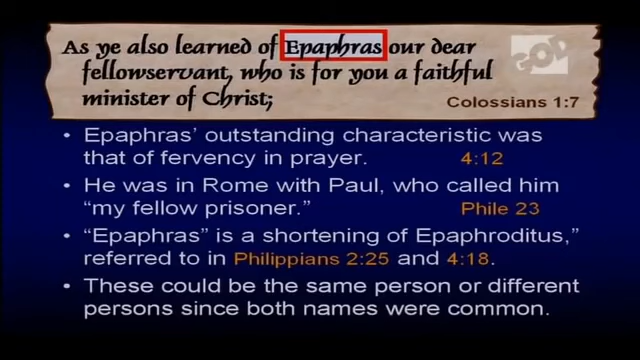 As ye also learned of Epaphras our dear
fellowservant, who is for you a faithful
minister of Christ;
Colossians 1:7
GOD
• Epaphras' outstanding characteristic was
that of fervency in prayer. 4:12
• He was in Rome with Paul, who called him
"my fellow prisoner." Phile 23
• "Epaphras" is a shortening of Epaphroditus,"
referred to in Philippians 2:25 and 4:18.
• These could be the same person or different
persons since both names were common.